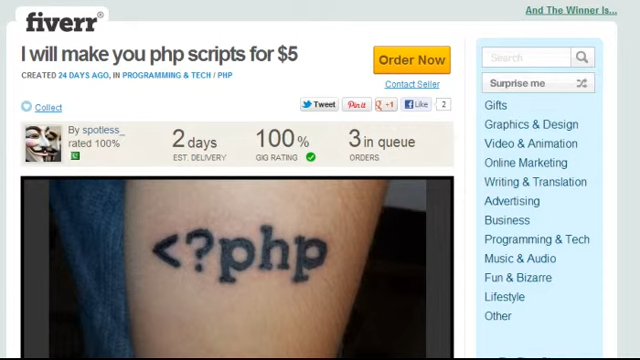 And The Winner Is...
fiverr®
I will make you php scripts for $5
CREATED 24 DAYS AGO, IN PROGRAMMING & TECH / PHP
Order Now
Contact Seller
Collect
Tweet
Pin it
+1
Like
2
By spotless_
rated 100%
2 days
EST. DELIVERY
100%
GIG RATING
3 in queue
ORDERS
<?php
Search
Surprise me
Gifts
Graphics & Design
Video & Animation
Online Marketing
Writing & Translation
Advertising
Business
Programming & Tech
Music & Audio
Fun & Bizarre
Lifestyle
Other